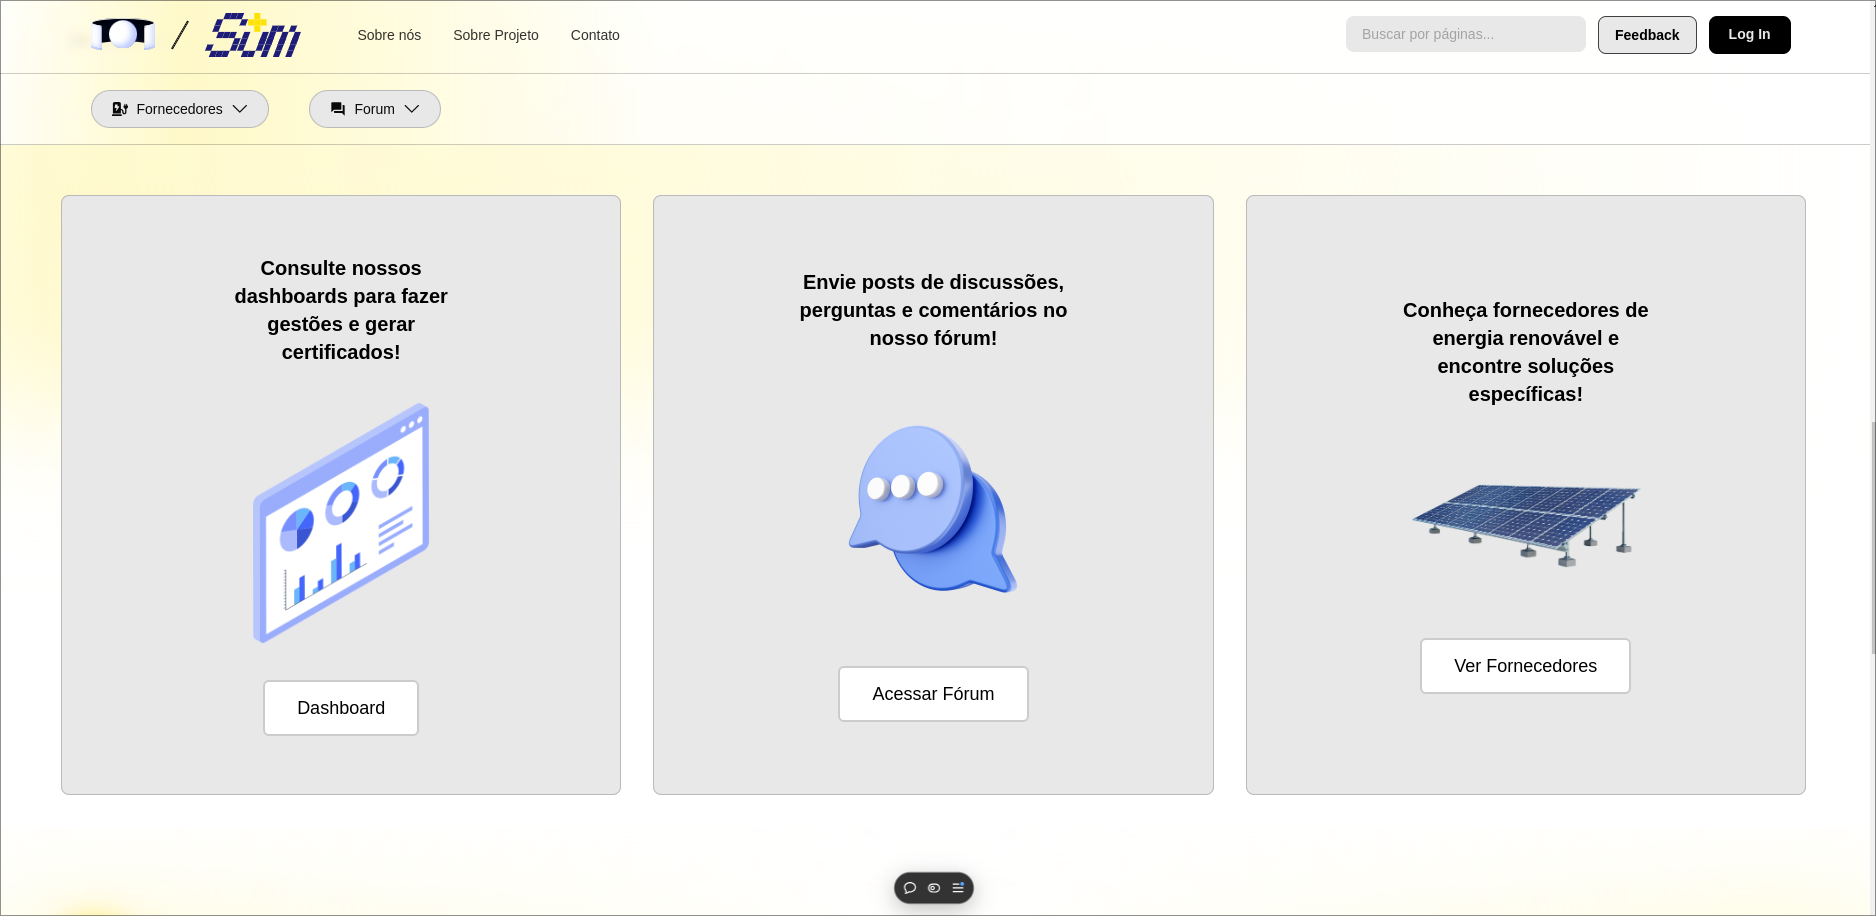 Sum
Sobre nós
Sobre Projeto
Contato
Buscar por páginas...
Feedback
Log In
Fornecedores
Forum
Consulte nossos
dashboards para fazer
gestões e gerar
certificados!
Dashboard
Envie posts de discussões,
perguntas e comentários no
nosso fórum!
Acessar Fórum
Conheça fornecedores de
energia renovável e
encontre soluções
específicas!
Ver Fornecedores